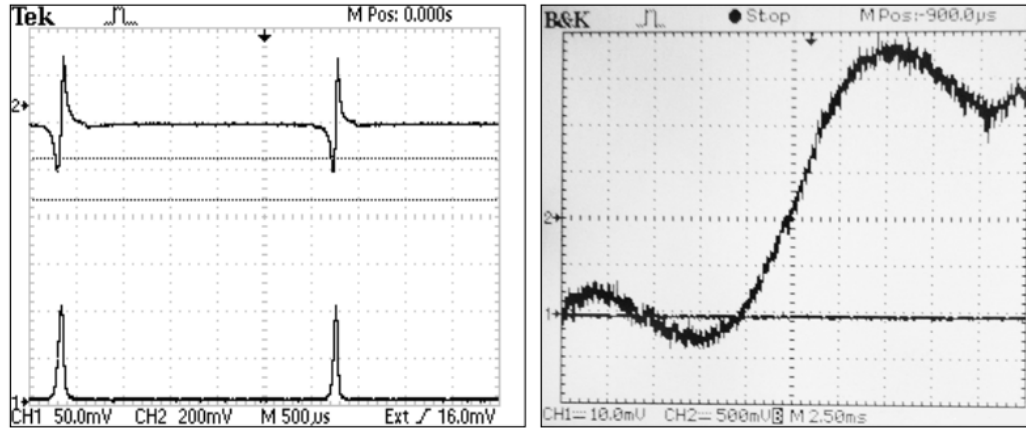 Tek M Pos: 0.000s
2
1
CH1 50.0mV CH2 200mV M 500µs Ext 16.0mV
B&K Stop M Pos:-900.0µs
2
1
CH1 10.0mV CH2 500mV B M 2.50ms